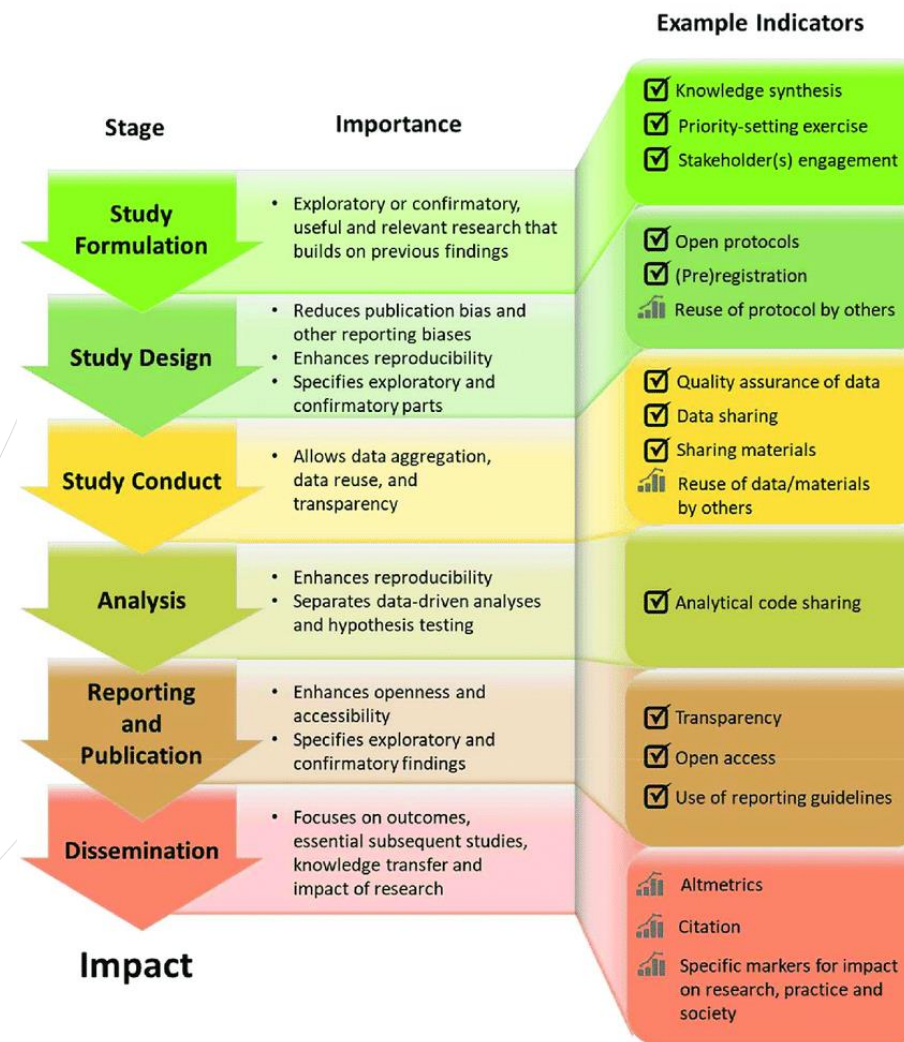 Example Indicators
Stage
Importance
Study
Formulation
• Exploratory or confirmatory,
useful and relevant research that
builds on previous findings
Knowledge synthesis
Priority-setting exercise
Stakeholder(s) engagement
Study Design
• Reduces publication bias and
other reporting biases
• Enhances reproducibility
• Specifies exploratory and
confirmatory parts
Open protocols
(Pre)registration
Reuse of protocol by others
Study Conduct
• Allows data aggregation,
data reuse, and
transparency
Quality assurance of data
Data sharing
Sharing materials
Reuse of data/materials
by others
Analysis
• Enhances reproducibility
• Separates data-driven analyses
and hypothesis testing
Analytical code sharing
Reporting
and
Publication
• Enhances openness and
accessibility
• Specifies exploratory and
confirmatory findings
Transparency
Open access
Use of reporting guidelines
Dissemination
• Focuses on outcomes,
essential subsequent studies,
knowledge transfer and
impact of research
Altmetrics
Citation
Specific markers for impact
on research, practice and
society
Impact